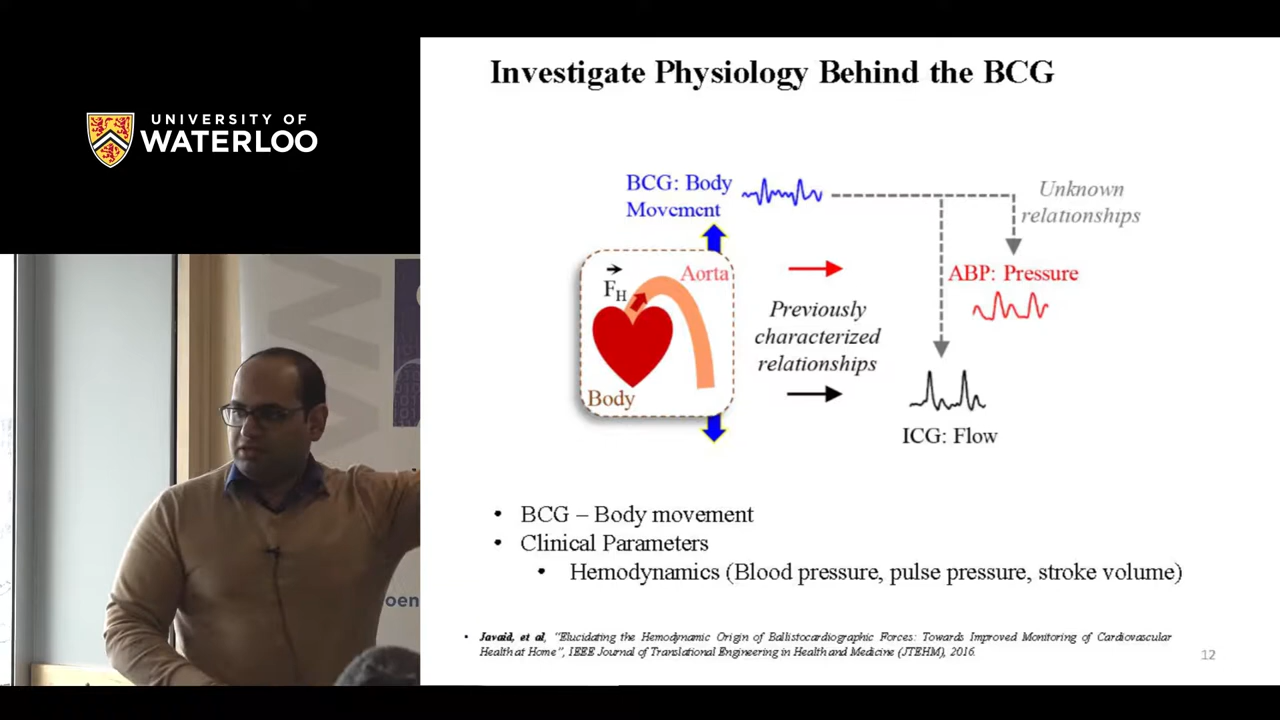 UNIVERSITY OF
WATERLOO
Investigate Physiology Behind the BCG
BCG: Body
Movement
Unknown
relationships
Aorta
F_H
ABP: Pressure
Previously
characterized
relationships
Body
ICG: Flow
• BCG – Body movement
• Clinical Parameters
• Hemodynamics (Blood pressure, pulse pressure, stroke volume)
• Javaid, et al, "Elucidating the Hemodynamic Origin of Ballistocardiographic Forces: Towards Improved Monitoring of Cardiovascular
Health at Home", IEEE Journal of Translational Engineering in Health and Medicine (JTEHM), 2016.
12